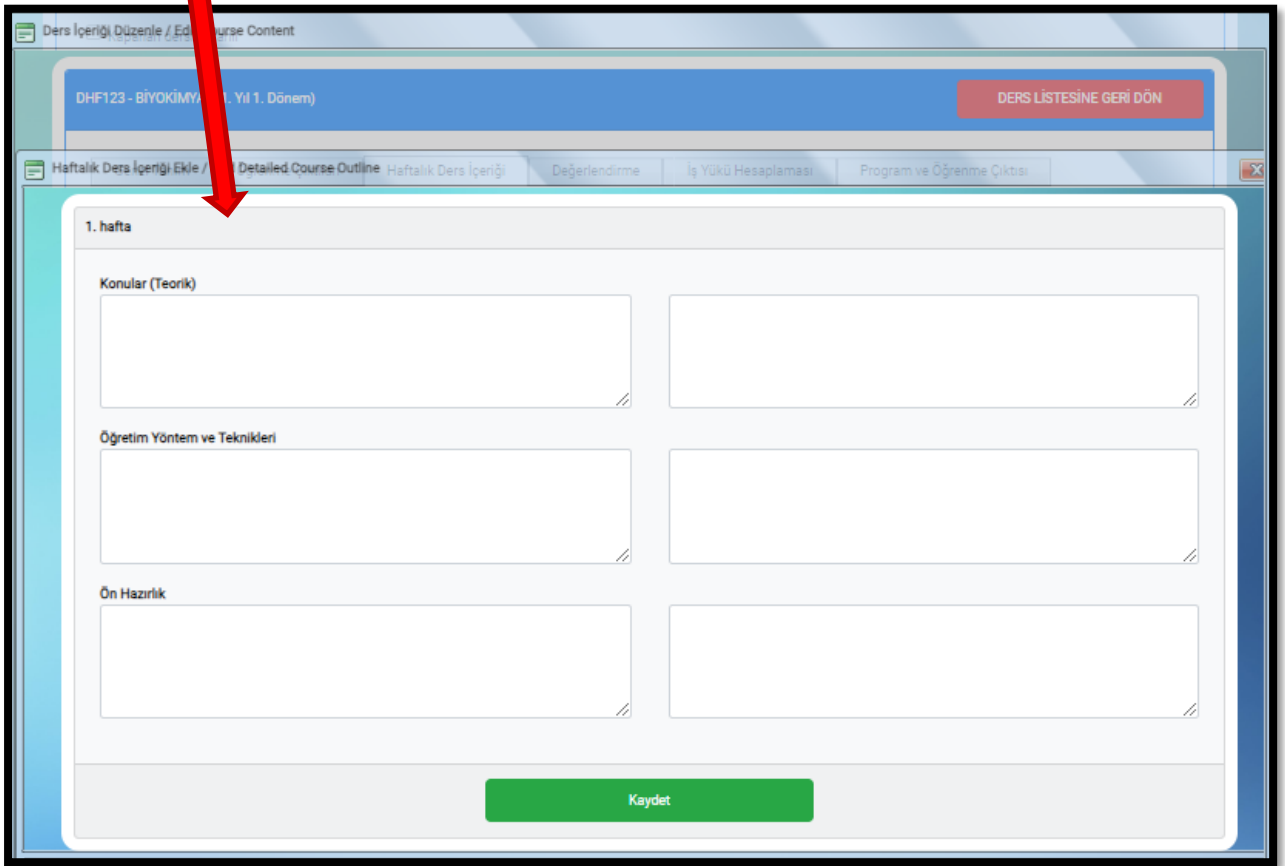 Ders İçeriği Düzenle / Edi urse Content
DHF123 - BİYOKİMYA 1. Yıl 1. Dönem)
DERS LİSTESİNE GERİ DÖN
Haftalık Ders İçeriği Ekle / Detailed Course Outline
Haftalık Ders İçeriği
Değerlendirme
İş Yükü Hesaplaması
Program ve Öğrenme Çıktısı
1. hafta
Konular (Teorik)
Öğretim Yöntem ve Teknikleri
Ön Hazırlık
Kaydet